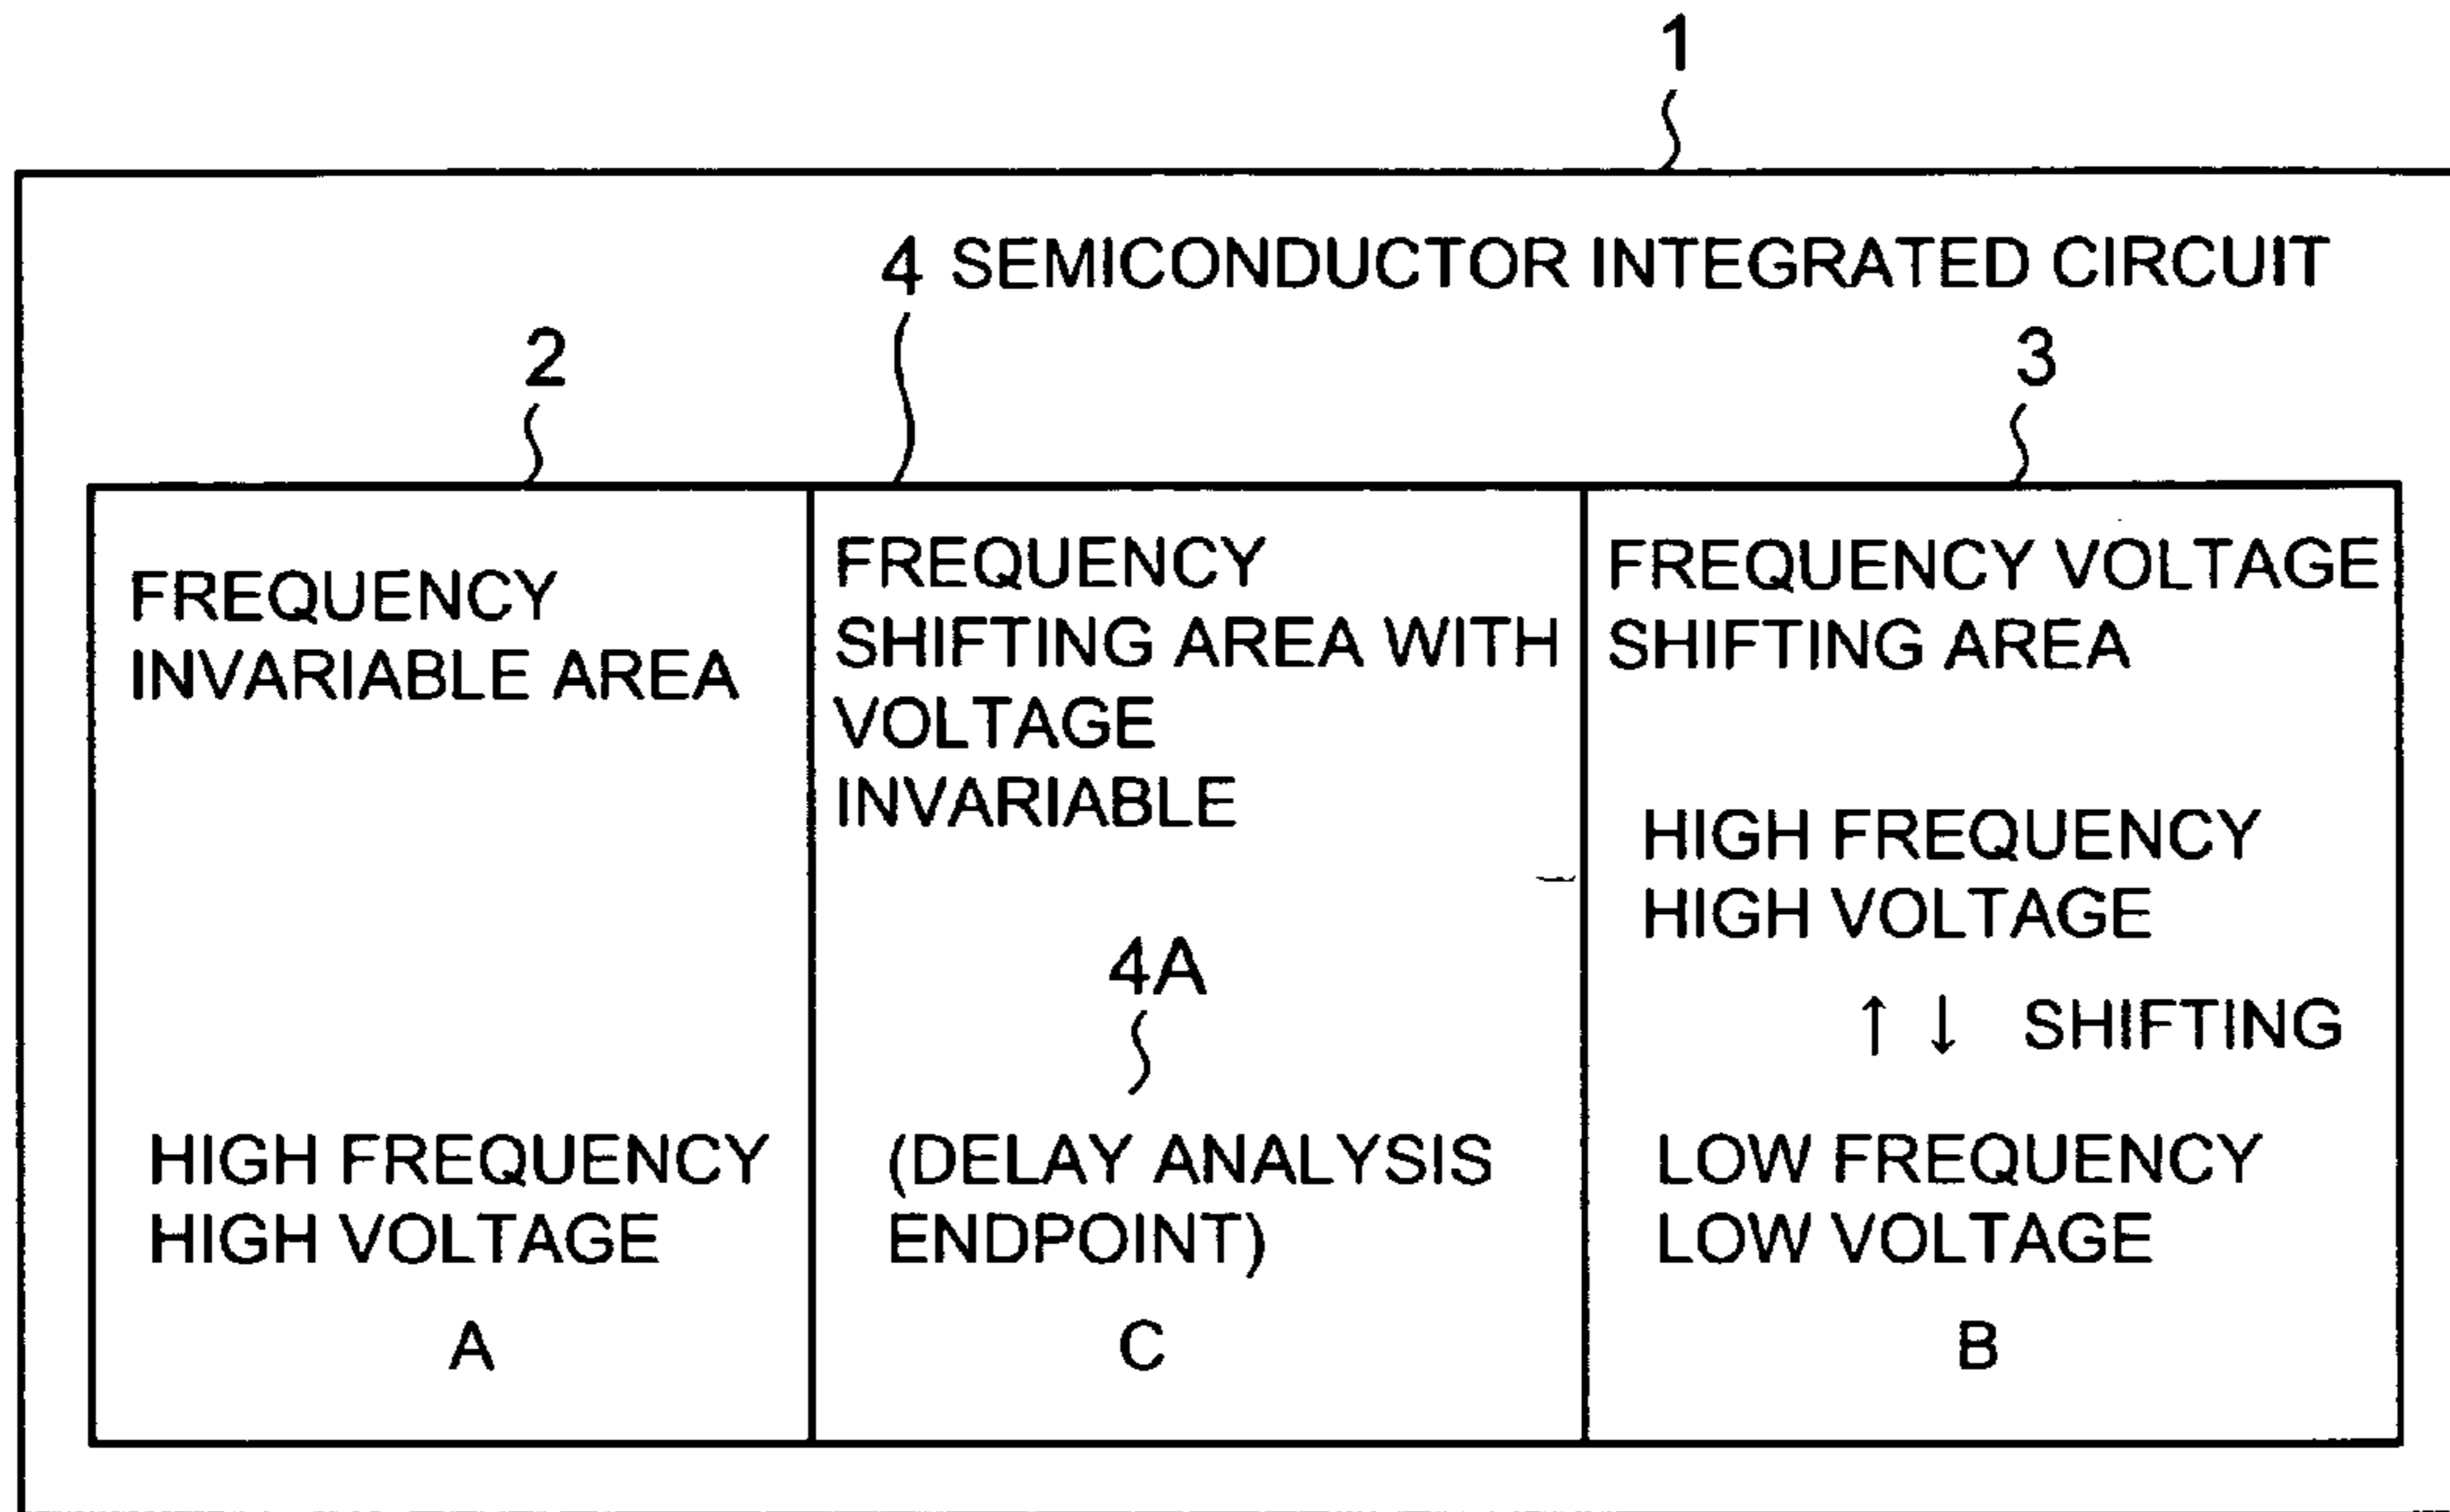 1
4 SEMICONDUCTOR INTEGRATED CIRCUIT
2
3
FREQUENCY
INVARIABLE AREA
HIGH FREQUENCY
HIGH VOLTAGE
A
FREQUENCY
SHIFTING AREA WITH
VOLTAGE
INVARIABLE
4A
(DELAY ANALYSIS
ENDPOINT)
C
FREQUENCY VOLTAGE
SHIFTING AREA
HIGH FREQUENCY
HIGH VOLTAGE
↑ ↓ SHIFTING
LOW FREQUENCY
LOW VOLTAGE
B